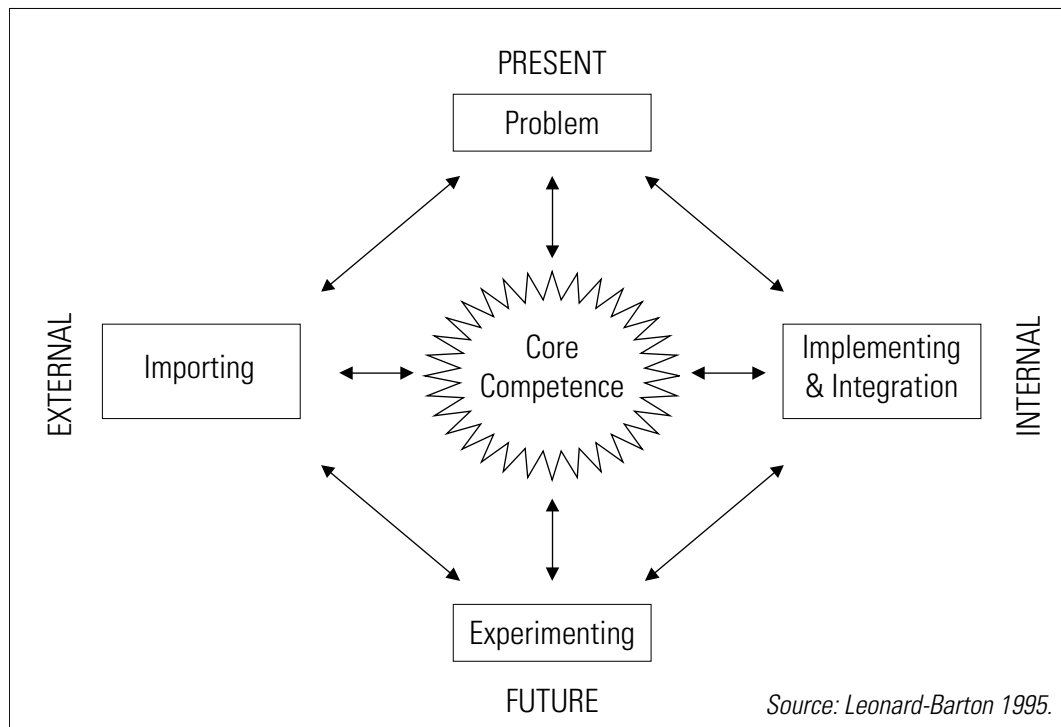 PRESENT
Problem
EXTERNAL
Importing
Core
Competence
Implementing
& Integration
INTERNAL
Experimenting
FUTURE
Source: Leonard-Barton 1995.